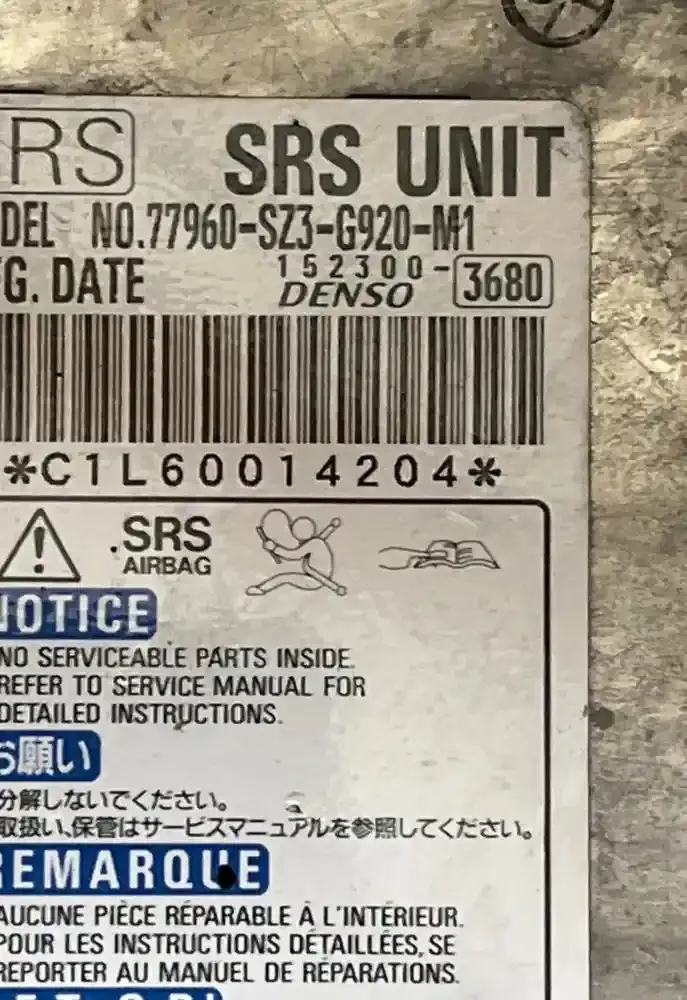 RS SRS UNIT
DEL NO.77960-SZ3-G920-M1
G. DATE 152300-3680
DENSO
*C1L60014204*
.SRS
AIRBAG
NOTICE
NO SERVICEABLE PARTS INSIDE.
REFER TO SERVICE MANUAL FOR
DETAILED INSTRUCTIONS.
お願い
分解しないでください。
取扱い、保管はサービスマニュアルを参照してください。
REMARQUE
AUCUNE PIÈCE RÉPARABLE À L'INTÉRIEUR.
POUR LES INSTRUCTIONS DÉTAILLÉES, SE
REPORTER AU MANUEL DE RÉPARATIONS.